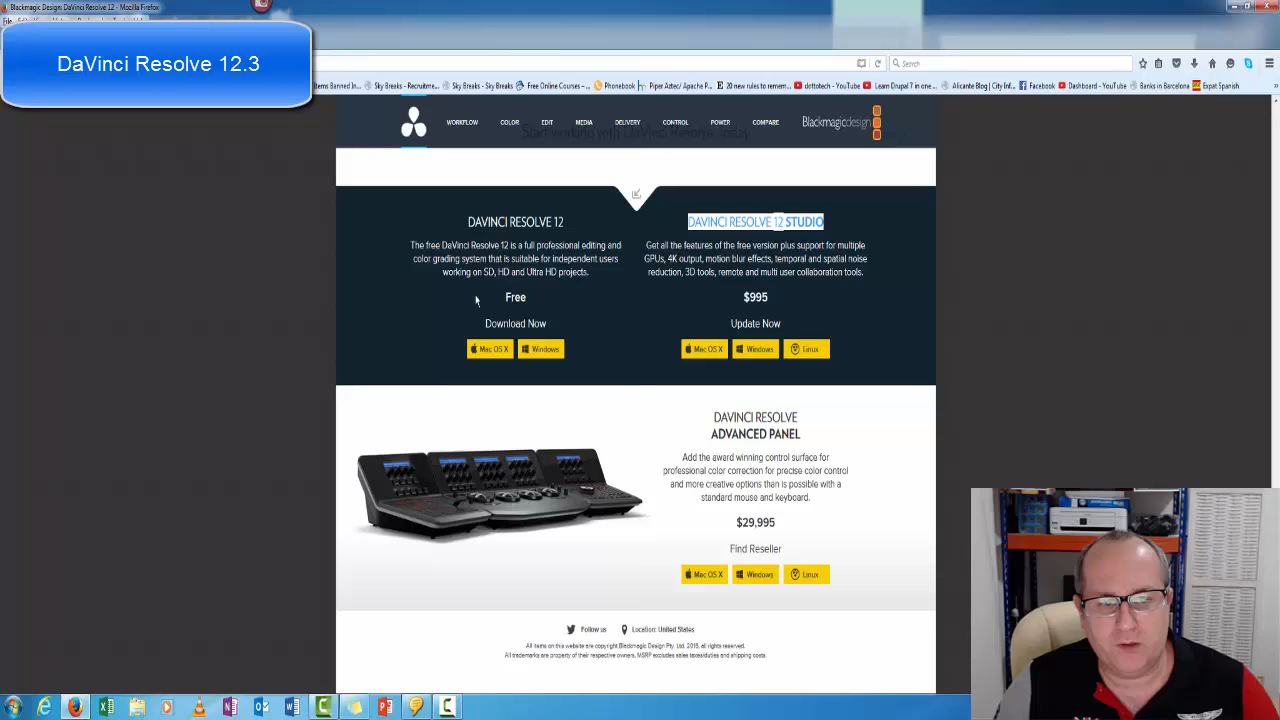 Blackmagic Design: DaVinci Resolve 12 - Mozilla Firefox
DaVinci Resolve 12.3
Search
Items Banned In...
Sky Breaks - Recruitme...
Sky Breaks - Sky Breaks
Free Online Courses - ...
Phonebook
Piper Aztec/ Apache P...
20 new rules to remem...
dottotech - YouTube
Learn Drupal 7 in one ...
Alicante Blog | City Inf...
Facebook
Dashboard - YouTube
Banks in Barcelona
Expat Spanish
WORKFLOW COLOR EDIT MEDIA DELIVERY CONTROL POWER COMPARE
Blackmagicdesign
Start working with DaVinci Resolve Today
DAVINCI RESOLVE 12
The free DaVinci Resolve 12 is a full professional editing and
color grading system that is suitable for independent users
working on SD, HD and Ultra HD projects.
Free
Download Now
Mac OS X Windows
DAVINCI RESOLVE 12 STUDIO
Get all the features of the free version plus support for multiple
GPUs, 4K output, motion blur effects, temporal and spatial noise
reduction, 3D tools, remote and multi user collaboration tools.
$995
Update Now
Mac OS X Windows Linux
DAVINCI RESOLVE
ADVANCED PANEL
Add the award winning control surface for
professional color correction for precise color control
and more creative options than is possible with a
standard mouse and keyboard.
$29,995
Find Reseller
Mac OS X Windows Linux
Follow us Location: United States
All items on this website are copyright Blackmagic Design Pty. Ltd. 2016, all rights reserved.
All trademarks are property of their respective owners. MSRP excludes sales taxes/duties and shipping costs.